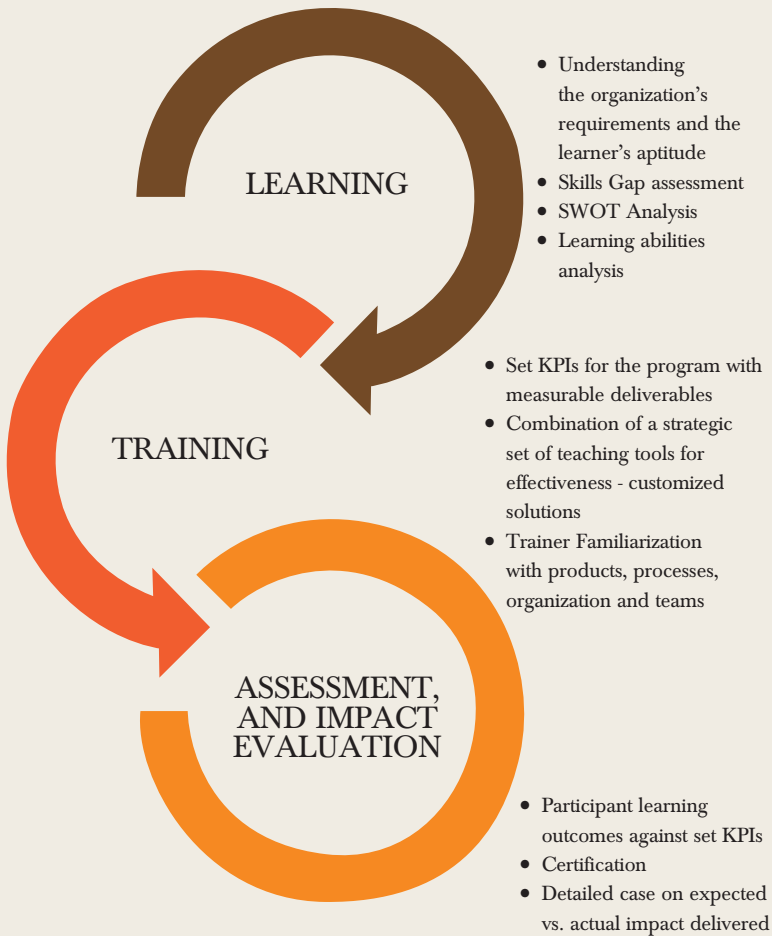 LEARNING
• Understanding
the organization's
requirements and the
learner's aptitude
• Skills Gap assessment
• SWOT Analysis
• Learning abilities
analysis
TRAINING
• Set KPIs for the program with
measurable deliverables
• Combination of a strategic
set of teaching tools for
effectiveness - customized
solutions
• Trainer Familiarization
with products, processes,
organization and teams
ASSESSMENT,
AND IMPACT
EVALUATION
• Participant learning
outcomes against set KPIs
• Certification
• Detailed case on expected
vs. actual impact delivered